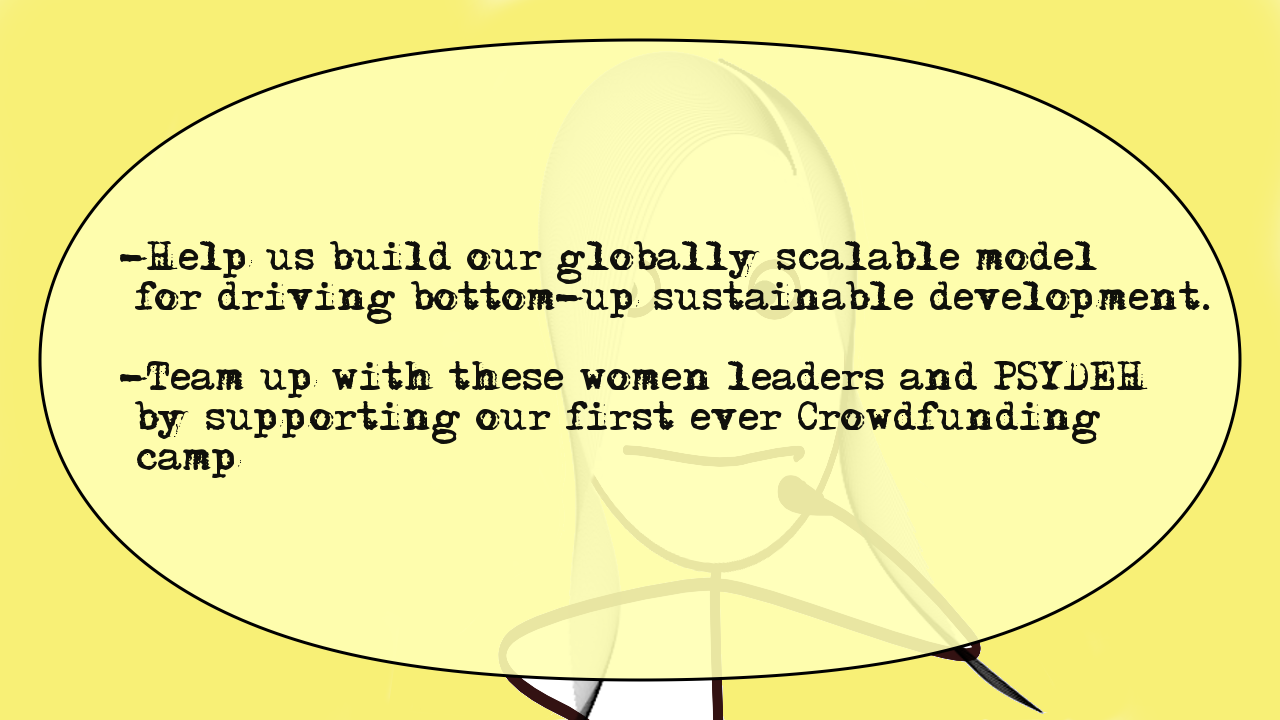 -Help us build our globally scalable model
for driving bottom-up sustainable development.
-Team up with these women leaders and PSYDEH
by supporting our first ever Crowdfunding
camp